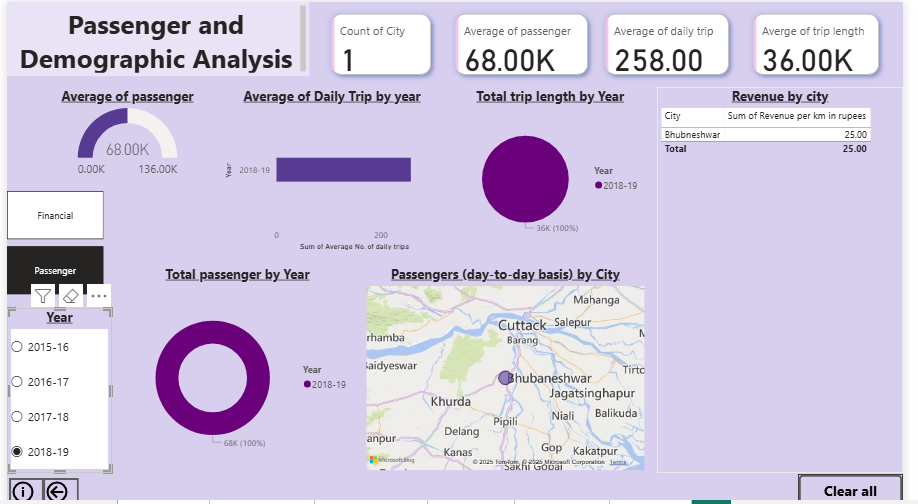 Passenger and
Demographic Analysis
Count of City
1
Average of passenger
68.00K
Average of daily trip
258.00
Averge of trip length
36.00K
Average of passenger
68.00K
0.00K
136.00K
Average of Daily Trip by year
Year
2018-19
0
200
Sum of Average No. of daily trips
Total trip length by Year
Year
2018-19
36K (100%)
Revenue by city
City Sum of Revenue per km in rupees
Bhubneshwar 25.00
Total 25.00
Financial
Passenger
Year
2015-16
2016-17
2017-18
2018-19
Total passenger by Year
Year
2018-19
68K (100%)
Passengers (day-to-day basis) by City
Mahanga
Cuttack
Salepur
Barang
Bhubaneshwar
Jagatsinghapur
Khurda
Niali
Balikuda
Pipili
Delang
Kanas
Gop
Kakatpur
Sakhi Gopal
Microsoft Bing
© 2025 TomTom, © 2025 Microsoft Corporation Terms
Clear all